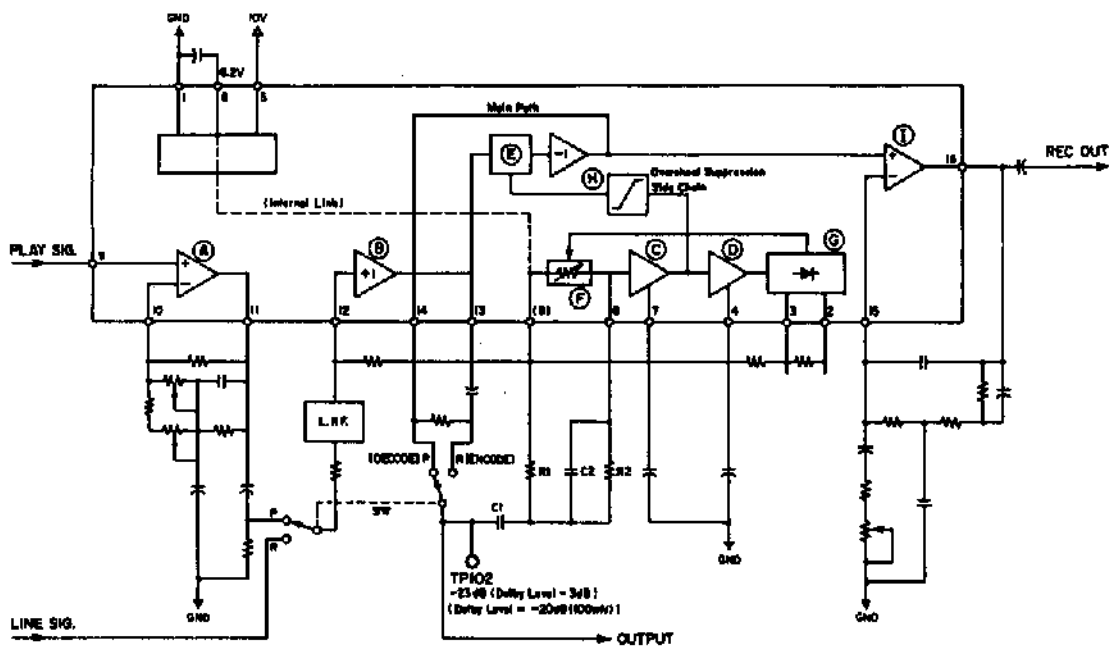 GND
10V
6.2V
1
8
5
Main Path
E
-1
I
+
-
16
REC OUT
H
Overshoot Suppression
Side Chain
(Internal Link)
PLAY SIG.
9
A
+
-
B
+1
C
D
G
F
10
11
12
14
13
(8)
6
7
4
3
2
15
(DECODE) P
R (ENCODE)
R1
C2
R2
SW
C1
P
R
TP102
-23dB (Dolby Level - 3dB)
(Dolby Level = -20dB (100mV))
GND
GND
GND
LINE SIG.
OUTPUT